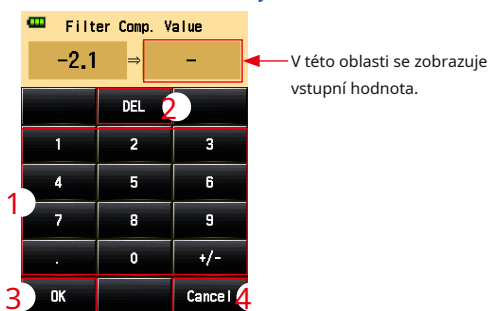 Filter Comp. Value
-2.1 ⇒ -
V této oblasti se zobrazuje
vstupní hodnota.
DEL 2
1 2 3
4 5 6
1
7 8 9
. 0 +/-
3 OK Cancel 4